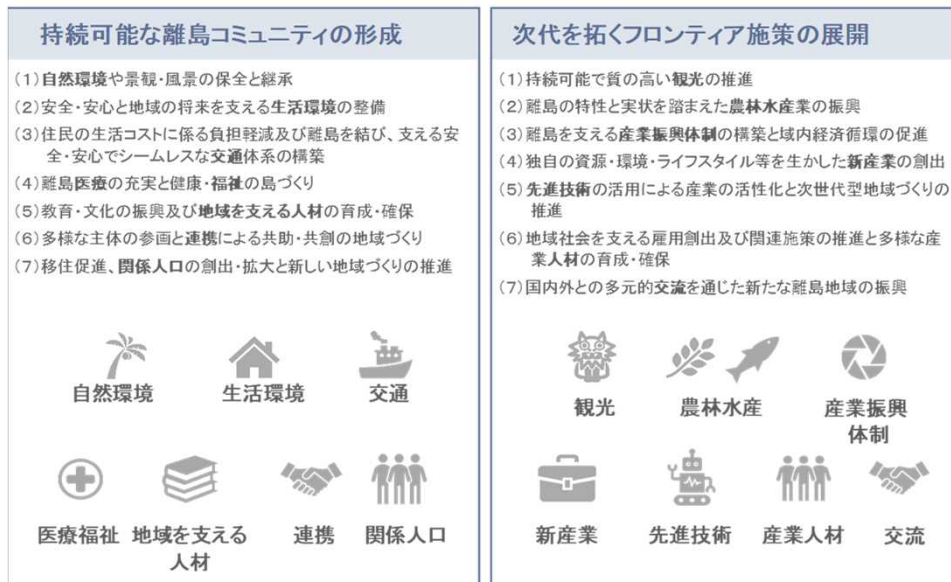 持続可能な離島コミュニティの形成
(1)自然環境や景観・風景の保全と継承
(2)安全・安心と地域の将来を支える生活環境の整備
(3)住民の生活コストに係る負担軽減及び離島を結び、支える安
全・安心でシームレスな交通体系の構築
(4)離島医療の充実と健康・福祉の島づくり
(5)教育・文化の振興及び地域を支える人材の育成・確保
(6)多様な主体の参画と連携による共助・共創の地域づくり
(7)移住促進、関係人口の創出・拡大と新しい地域づくりの推進
自然環境
生活環境
交通
医療福祉
地域を支える
人材
連携
関係人口
次代を拓くフロンティア施策の展開
(1)持続可能で質の高い観光の推進
(2)離島の特性と実状を踏まえた農林水産業の振興
(3)離島を支える産業振興体制の構築と域内経済循環の促進
(4)独自の資源・環境・ライフスタイル等を生かした新産業の創出
(5)先進技術の活用による産業の活性化と次世代型地域づくりの
推進
(6)地域社会を支える雇用創出及び関連施策の推進と多様な産
業人材の育成・確保
(7)国内外との多元的交流を通じた新たな離島地域の振興
観光
農林水産
産業振興
体制
新産業
先進技術
産業人材
交流